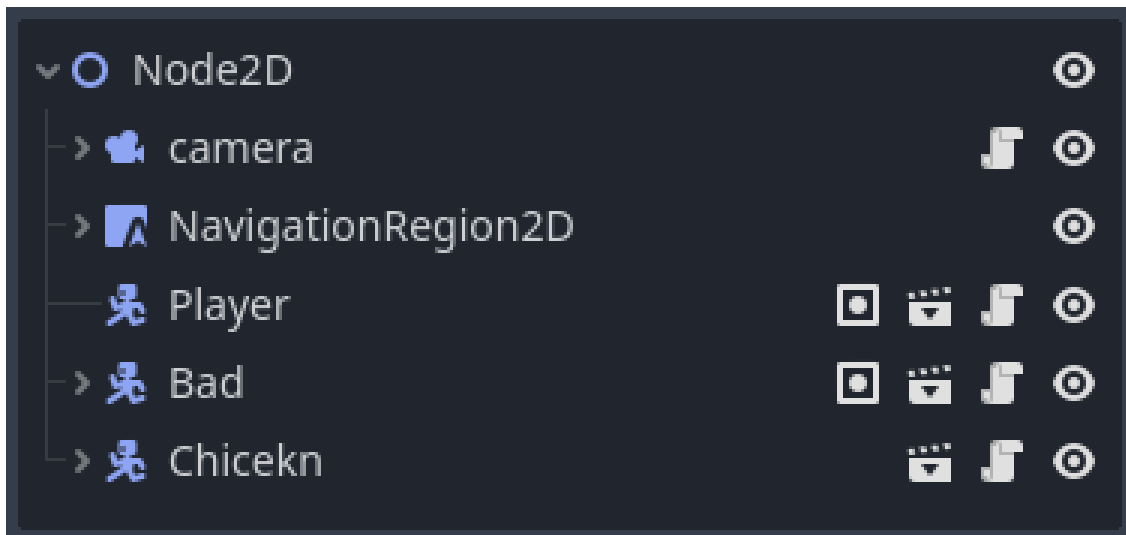 Node2D
camera
NavigationRegion2D
Player
Bad
Chicekn